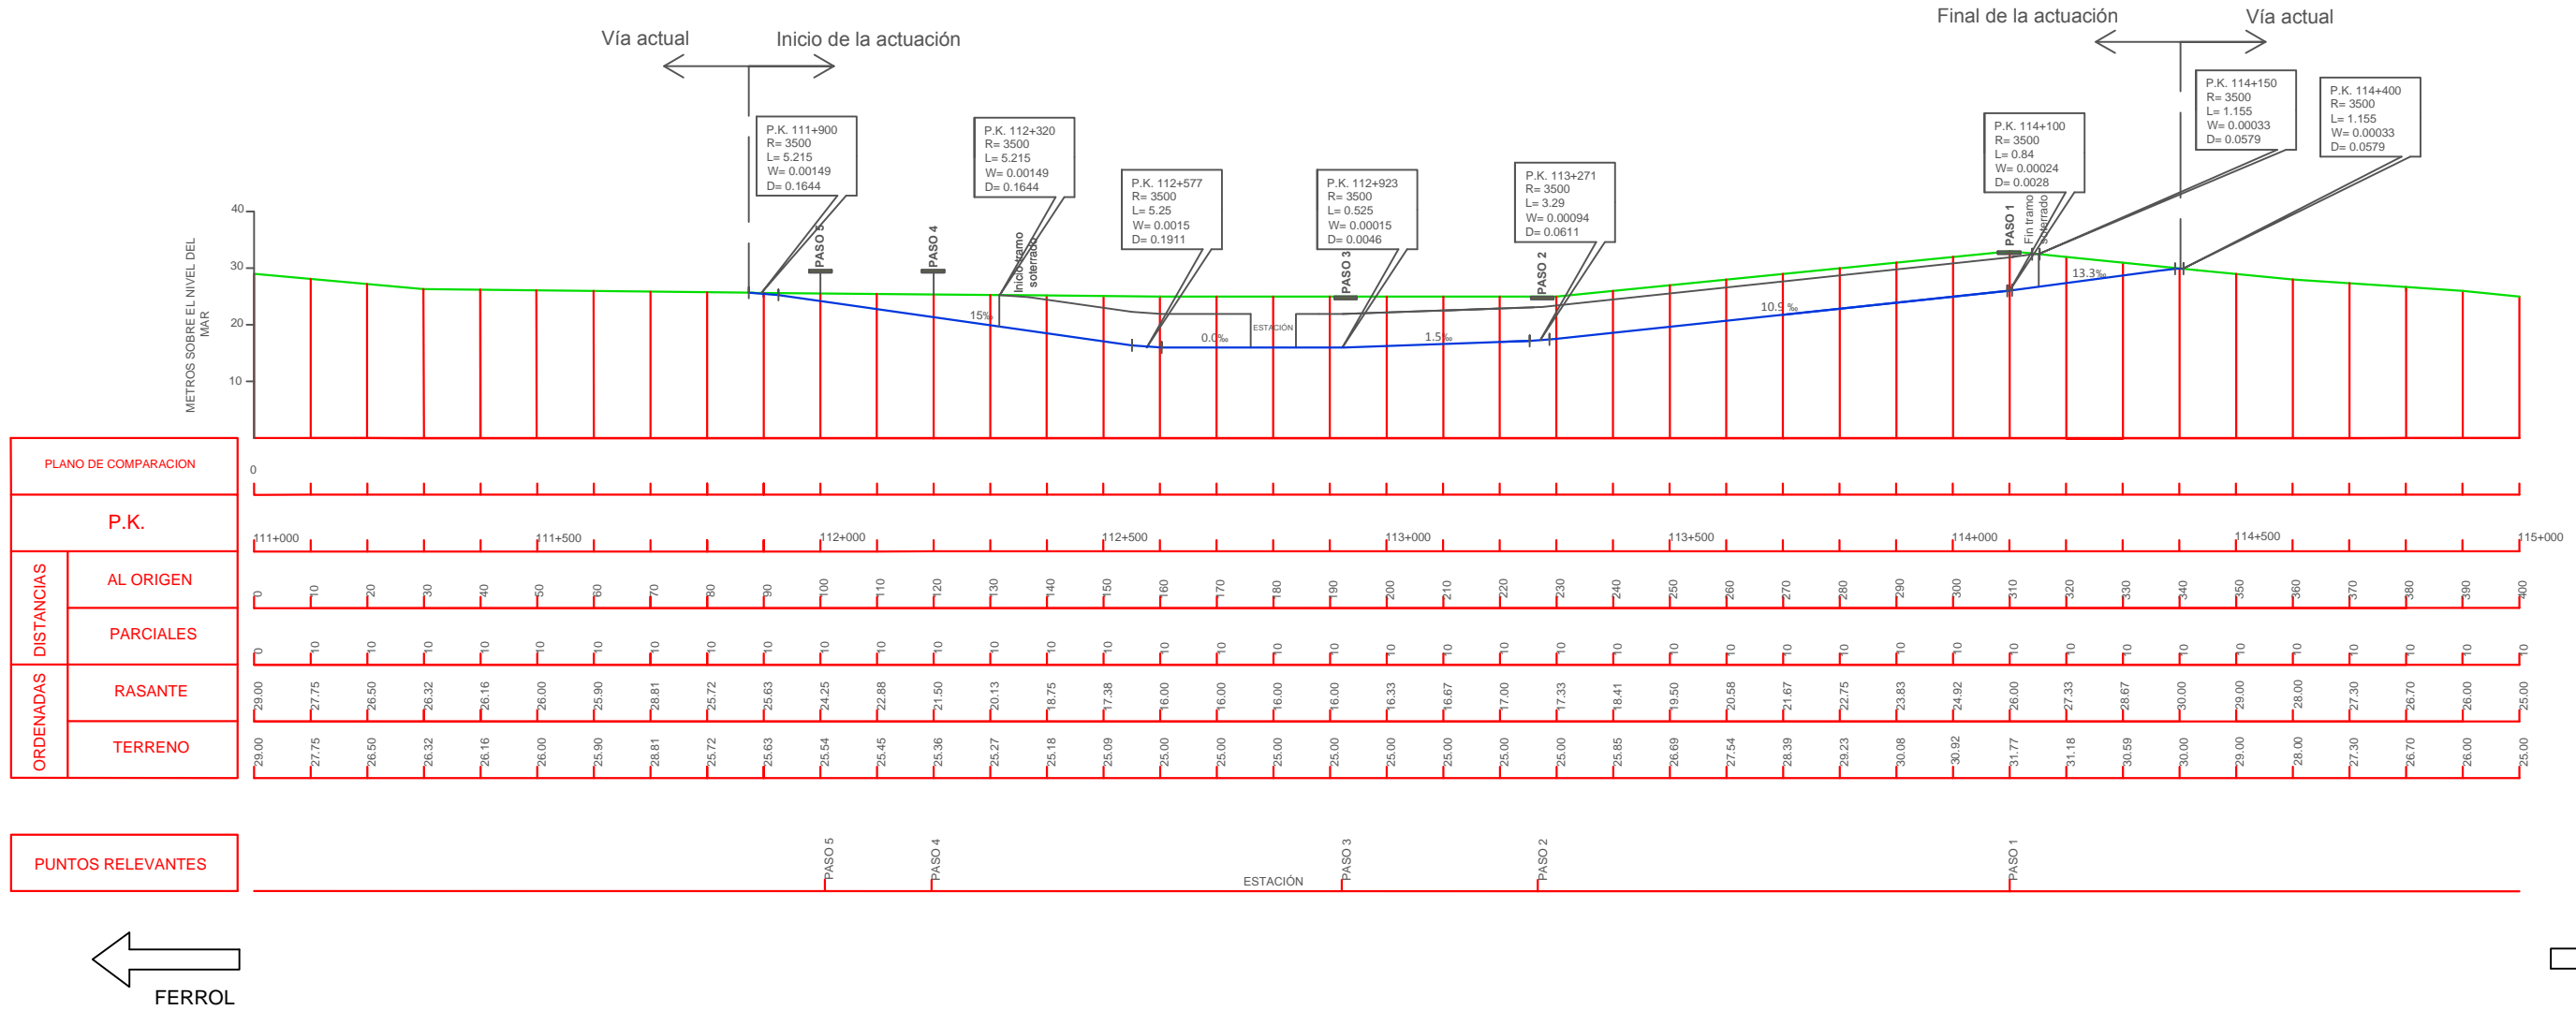 Vía actual
Inicio de la actuación
Final de la actuación
Vía actual
P.K. 111+900
R= 3500
L= 5.215
W= 0.00149
D= 0.1644
P.K. 112+320
R= 3500
L= 5.215
W= 0.00149
D= 0.1644
P.K. 112+577
R= 3500
L= 5.25
W= 0.0015
D= 0.1911
P.K. 112+923
R= 3500
L= 0.525
W= 0.00015
D= 0.0046
P.K. 113+271
R= 3500
L= 3.29
W= 0.00094
D= 0.0611
P.K. 114+100
R= 3500
L= 0.84
W= 0.00024
D= 0.0028
P.K. 114+150
R= 3500
L= 1.155
W= 0.00033
D= 0.0579
P.K. 114+400
R= 3500
L= 1.155
W= 0.00033
D= 0.0579
METROS SOBRE EL NIVEL DEL
MAR
40
30
20
10
PASO 5
PASO 4
Inicio tramo
soterrado
PASO 3
PASO 2
PASO 1
Fin tramo
soterrado
15‰
0.0‰
ESTACIÓN
1.5‰
10.9 ‰
13.3‰
PLANO DE COMPARACION
0
P.K.
111+000 111+500 112+000 112+500 113+000 113+500 114+000 114+500 115+000
DISTANCIAS
AL ORIGEN
0 10 20 30 40 50 60 70 80 90 100 110 120 130 140 150 160 170 180 190 200 210 220 230 240 250 260 270 280 290 300 310 320 330 340 350 360 370 380 390 400
PARCIALES
0 10 10 10 10 10 10 10 10 10 10 10 10 10 10 10 10 10 10 10 10 10 10 10 10 10 10 10 10 10 10 10 10 10 10 10 10 10 10 10 10
ORDENADAS
RASANTE
29.00 27.75 26.50 26.32 26.16 26.00 25.90 28.81 25.72 25.63 24.25 22.88 21.50 20.13 18.75 17.38 16.00 16.00 16.00 16.00 16.33 16.67 17.00 17.33 18.41 19.50 20.58 21.67 22.75 23.83 24.92 26.00 27.33 28.67 30.00 29.00 28.00 27.30 26.70 26.00 25.00
TERRENO
29.00 27.75 26.50 26.32 26.16 26.00 25.90 28.81 25.72 25.63 25.54 25.45 25.36 25.27 25.18 25.09 25.00 25.00 25.00 25.00 25.00 25.00 25.00 25.00 25.85 26.69 27.54 28.39 29.23 30.08 30.92 31.77 31.18 30.59 30.00 29.00 28.00 27.30 26.70 26.00 25.00
PUNTOS RELEVANTES
PASO 5
PASO 4
ESTACIÓN
PASO 3
PASO 2
PASO 1
FERROL